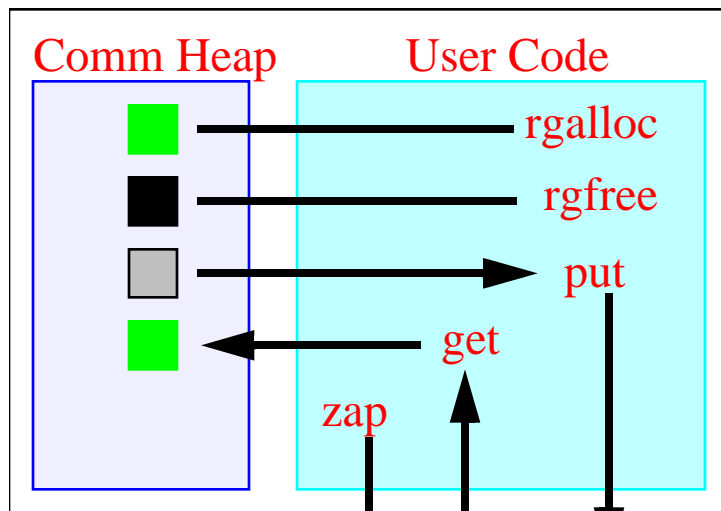 Comm Heap
User Code
rgalloc
rgfree
put
get
zap